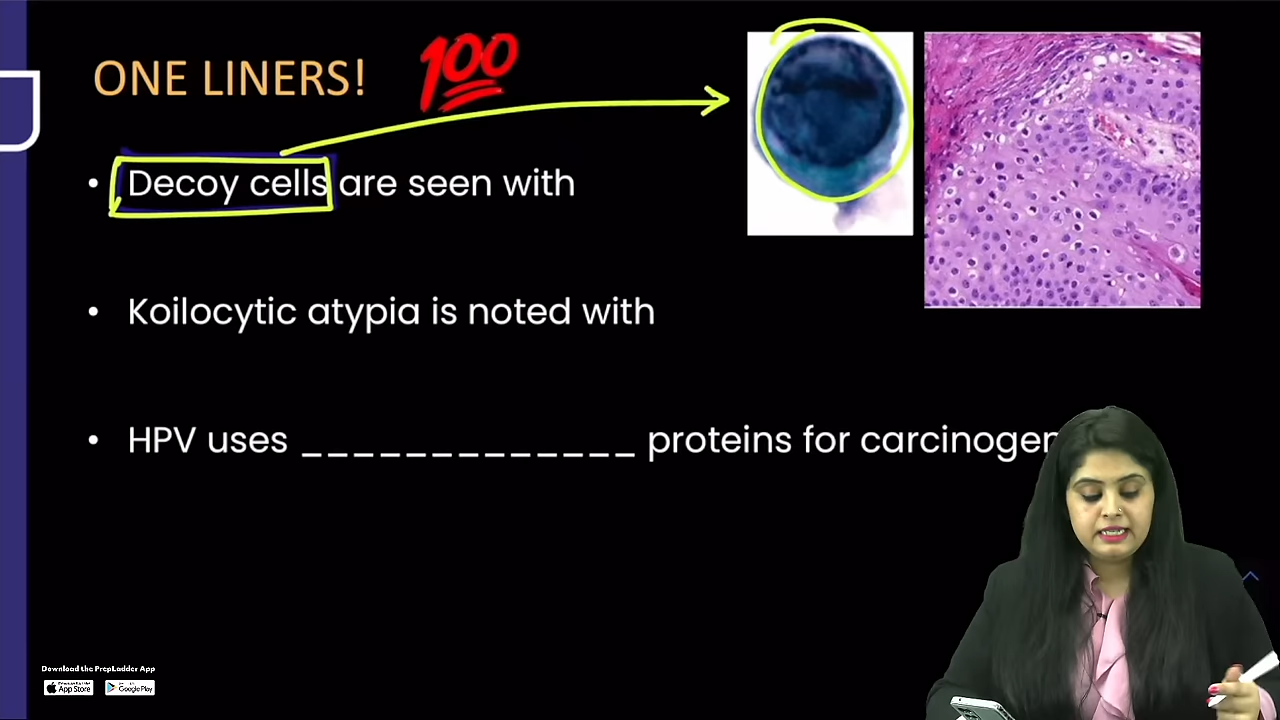 ONE LINERS! 100
• Decoy cells are seen with
• Koilocytic atypia is noted with
• HPV uses _____________ proteins for carcinogen
Download the PrepLadder App
App Store Google Play